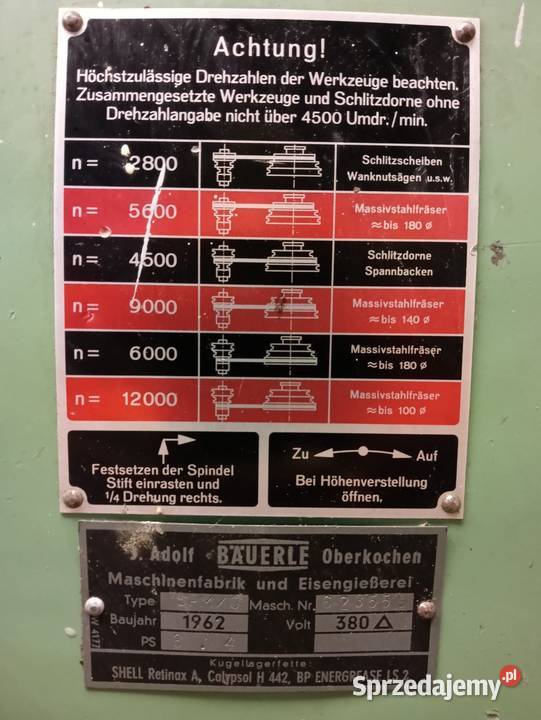 Achtung!
Höchstzulässige Drehzahlen der Werkzeuge beachten.
Zusammengesetzte Werkzeuge und Schlitzdorne ohne
Drehzahlangabe nicht über 4500 Umdr./min.
n = 2800 Schlitzscheiben
Wanknutsägen u.s.w.
n = 5600 Massivstahlfräser
≈ bis 180 ø
n = 4500 Schlitzdorne
Spannbacken
n = 9000 Massivstahlfräser
≈ bis 140 ø
n = 6000 Massivstahlfräser
≈ bis 180 ø
n = 12000 Massivstahlfräser
≈ bis 100 ø
Festsetzen der Spindel
Stift einrasten und
1/4 Drehung rechts.
Zu Auf
Bei Höhenverstellung
öffnen.
Adolf BÄUERLE Oberkochen
Maschinenfabrik und Eisengießerei
Type Masch. Nr.
Baujahr 1962 Volt 380 △
PS
Kugellagerfette:
SHELL Retinax A, Calypsol H 442, BP ENERGREASE LS 2
Sprzedajemy.pl